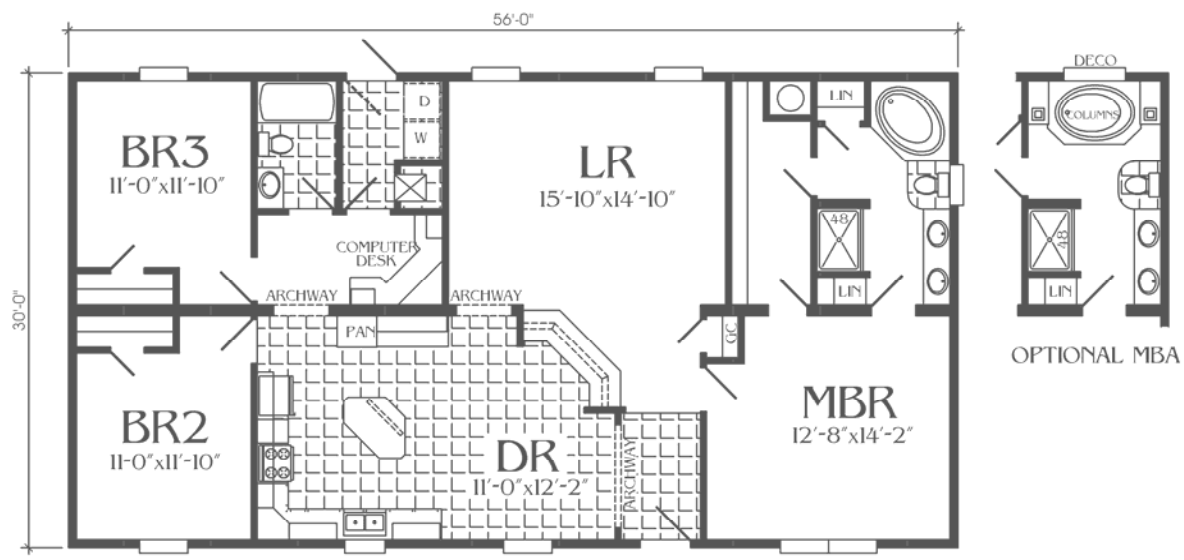 56'-0"
30'-0"
BR3
11'-0"x11'-10"
D
W
COMPUTER
DESK
LR
15'-10"x14'-10"
LIN
48
LIN
DECO
COLUMNS
48
LIN
OPTIONAL MBA
ARCHWAY
ARCHWAY
PAN
GC
BR2
11-0"x11'-10"
DR
11'-0"x12'-2"
ARCHWAY
MBR
12'-8"x14'-2"